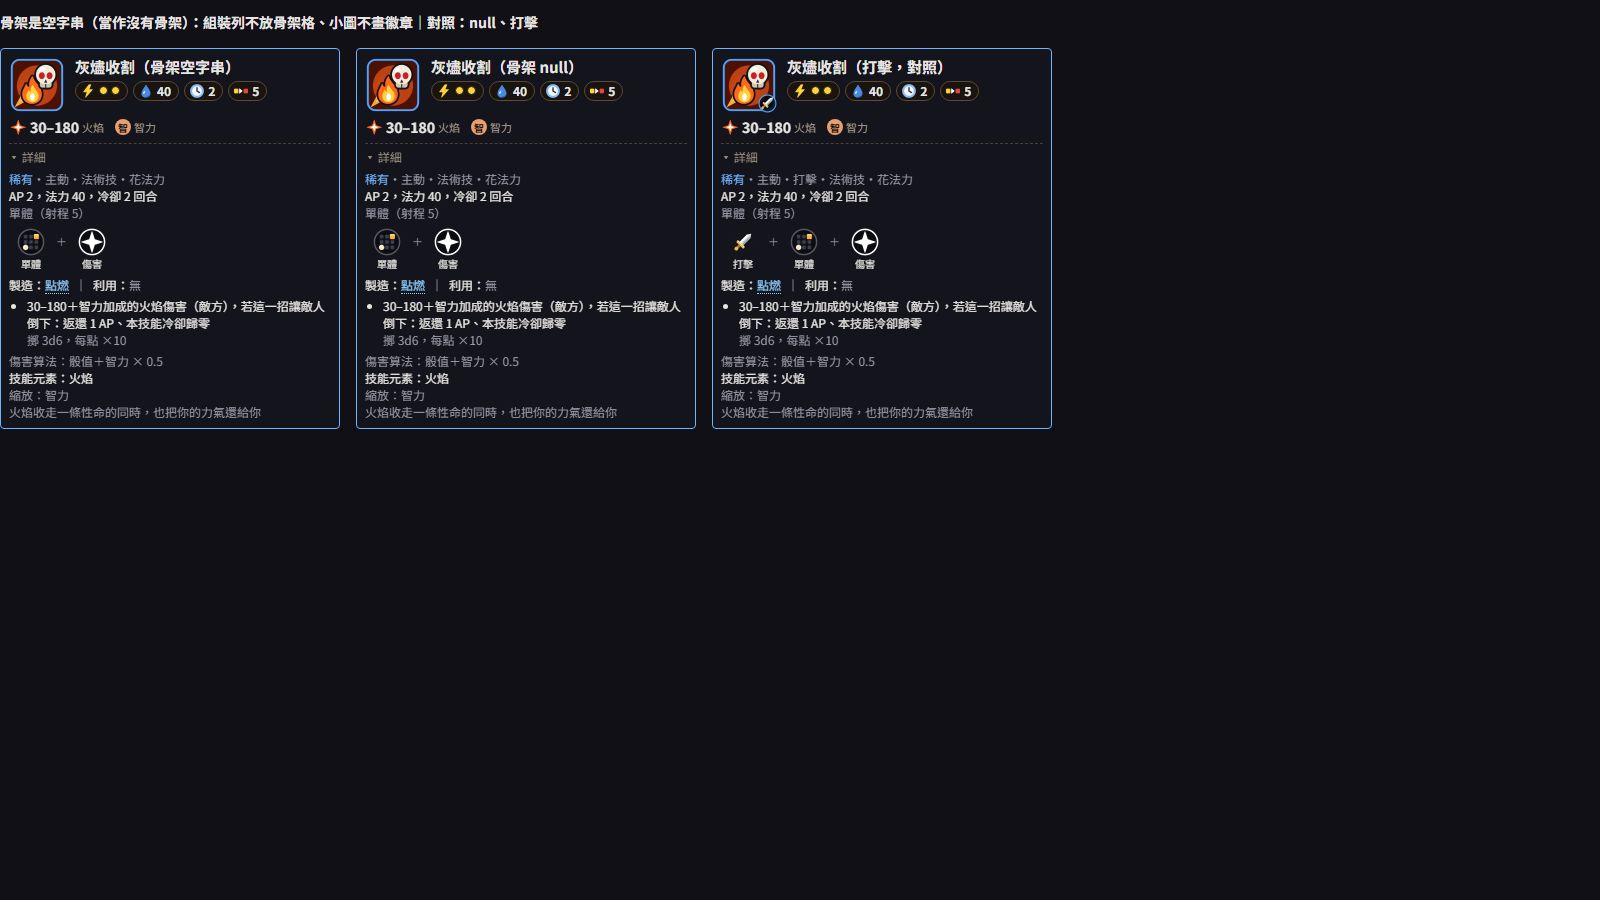 骨架是空字串（當作沒有骨架）：組裝列不放骨架格、小圖不畫徽章｜對照：null、打擊
灰燼收割（骨架空字串）
40 2 5
30–180 火焰 智 智力
詳細
稀有・主動・法術技・花法力
AP 2，法力 40，冷卻 2 回合
單體（射程 5）
+
單體 傷害
製造：點燃 ｜ 利用：無
• 30–180＋智力加成的火焰傷害（敵方），若這一招讓敵人
倒下：返還 1 AP、本技能冷卻歸零
擲 3d6，每點 ×10
傷害算法：骰值＋智力 × 0.5
技能元素：火焰
縮放：智力
火焰收走一條性命的同時，也把你的力氣還給你
灰燼收割（骨架 null）
40 2 5
30–180 火焰 智 智力
詳細
稀有・主動・法術技・花法力
AP 2，法力 40，冷卻 2 回合
單體（射程 5）
+
單體 傷害
製造：點燃 ｜ 利用：無
• 30–180＋智力加成的火焰傷害（敵方），若這一招讓敵人
倒下：返還 1 AP、本技能冷卻歸零
擲 3d6，每點 ×10
傷害算法：骰值＋智力 × 0.5
技能元素：火焰
縮放：智力
火焰收走一條性命的同時，也把你的力氣還給你
灰燼收割（打擊，對照）
40 2 5
30–180 火焰 智 智力
詳細
稀有・主動・打擊・法術技・花法力
AP 2，法力 40，冷卻 2 回合
單體（射程 5）
+ +
打擊 單體 傷害
製造：點燃 ｜ 利用：無
• 30–180＋智力加成的火焰傷害（敵方），若這一招讓敵人
倒下：返還 1 AP、本技能冷卻歸零
擲 3d6，每點 ×10
傷害算法：骰值＋智力 × 0.5
技能元素：火焰
縮放：智力
火焰收走一條性命的同時，也把你的力氣還給你